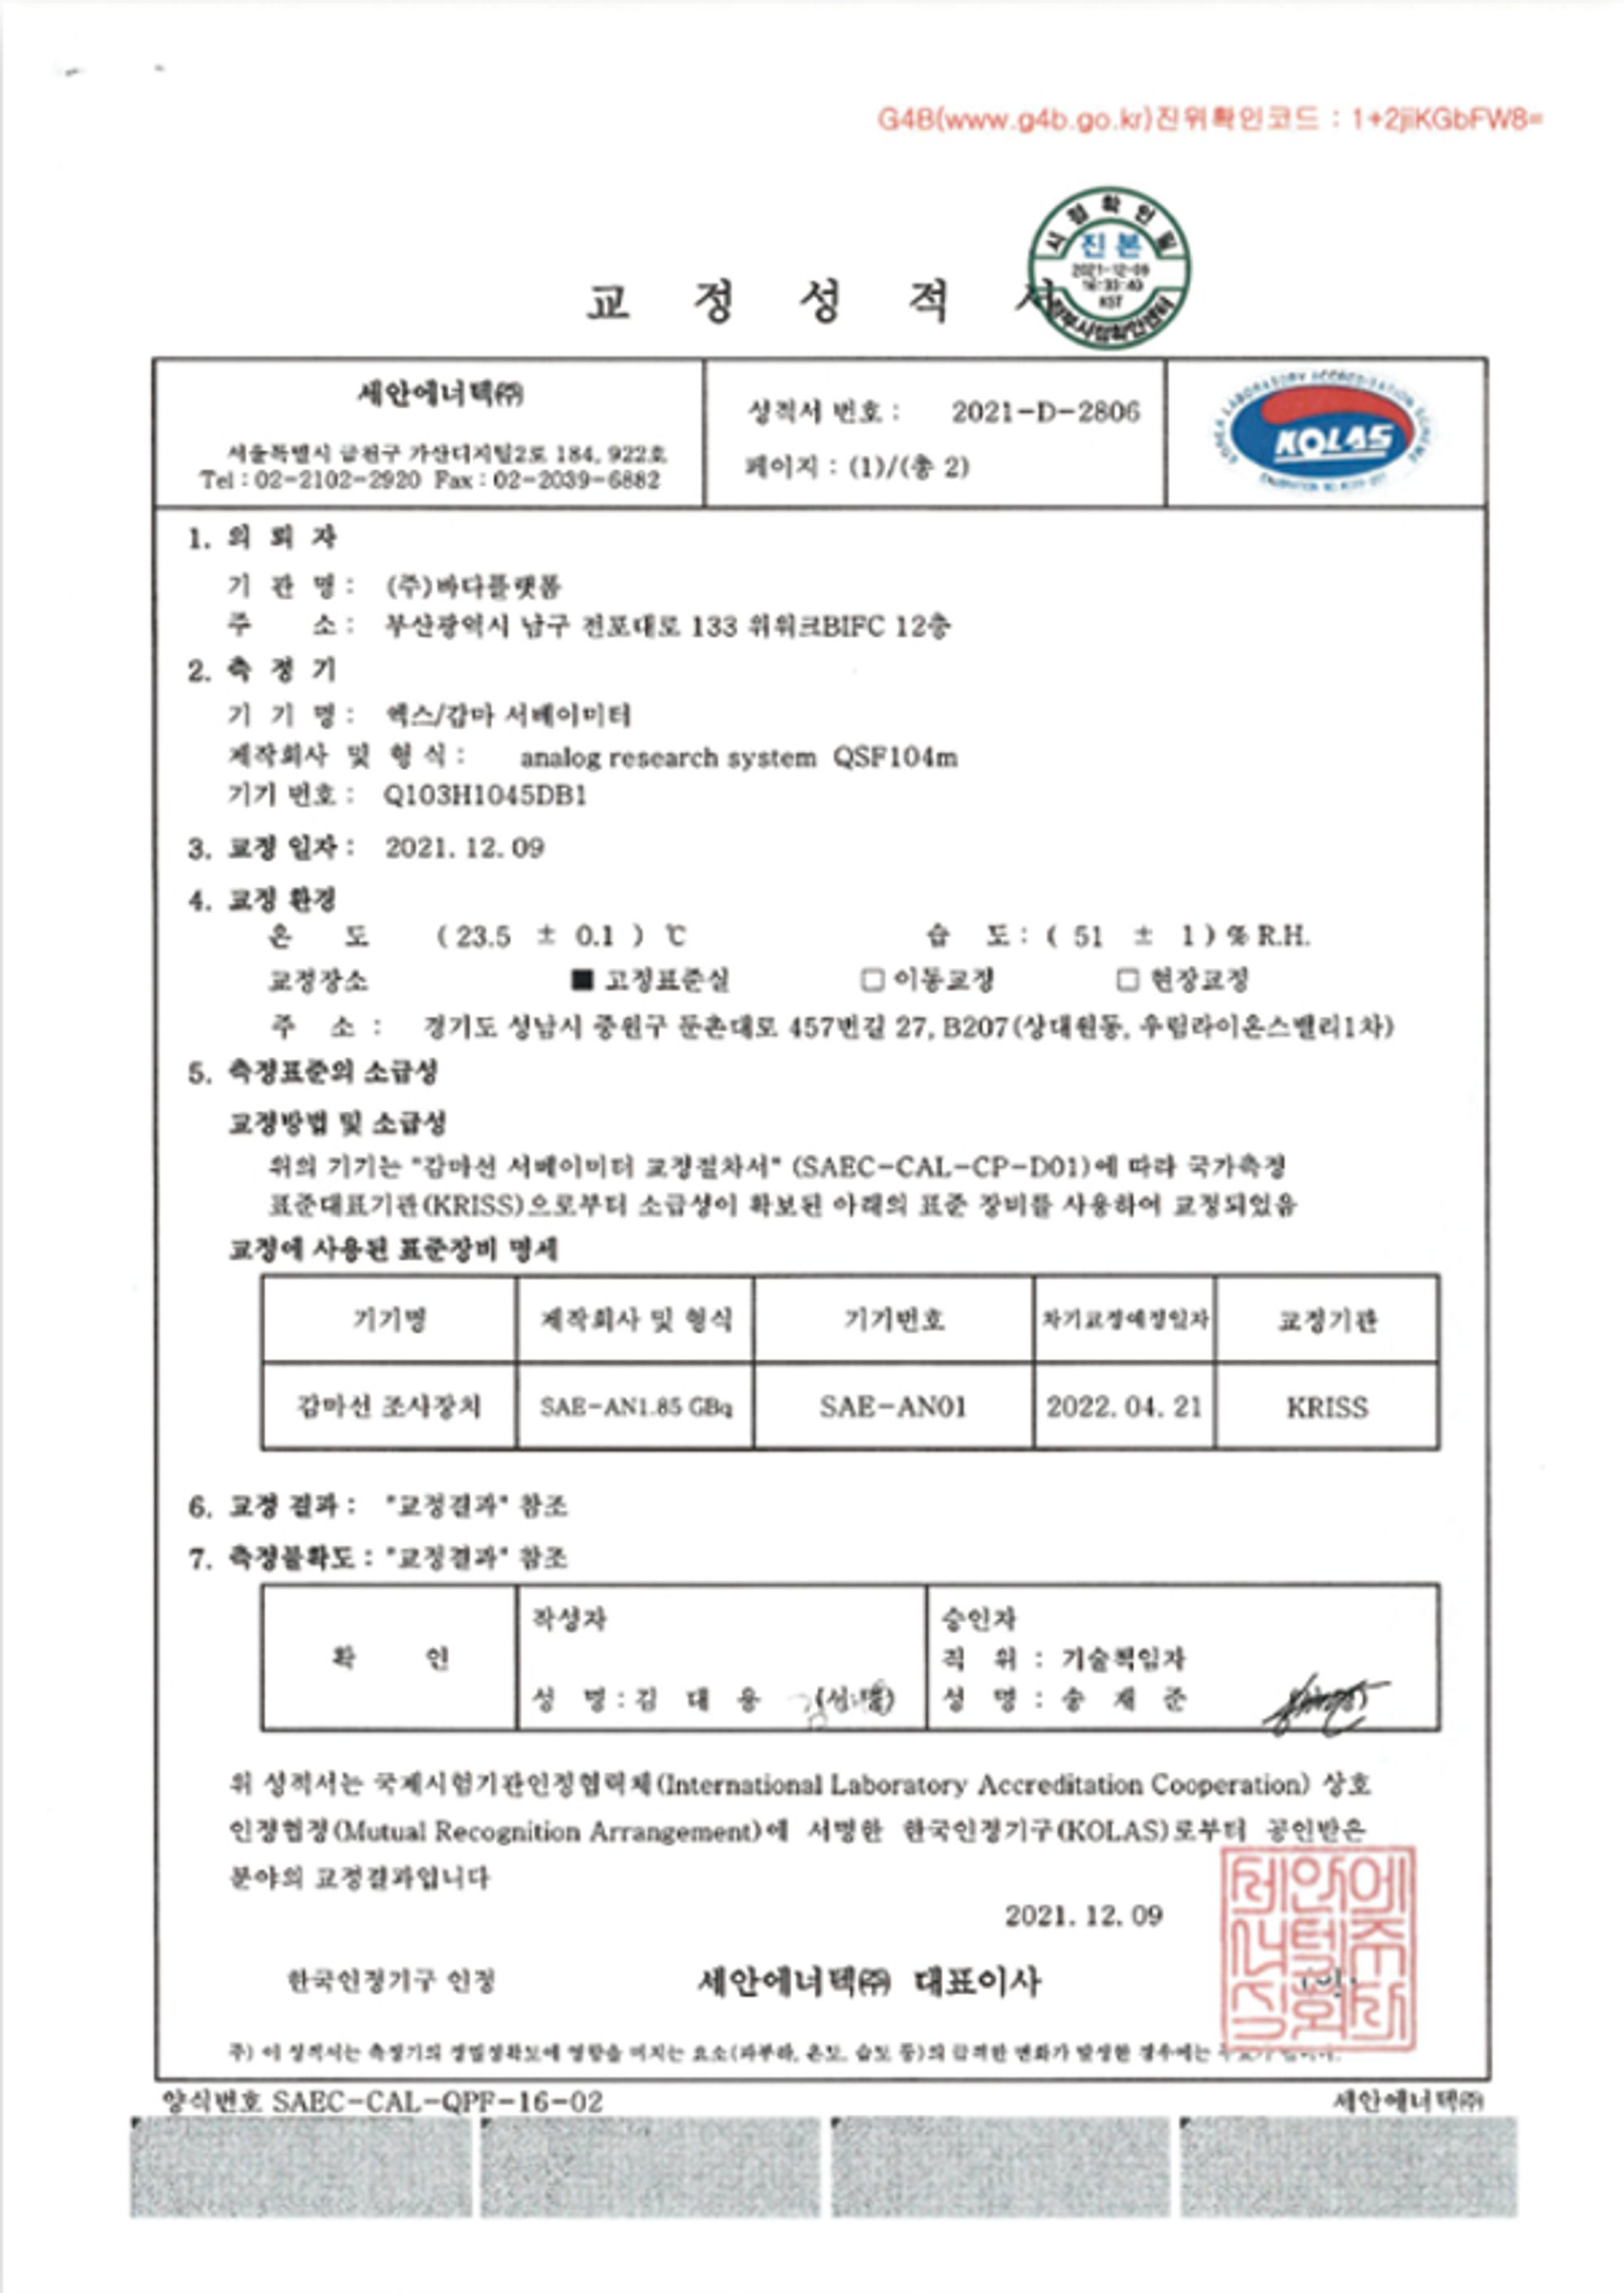 G4B(www.g4b.go.kr)진위확인코드 : 1+2jiKGbFW8=
시점확인필
진본
2021-12-09
16:33:40
KST
교 정 성 적 서
세안에너텍㈜
서울특별시 금천구 가산디지털2로 184, 922호
Tel : 02-2102-2920 Fax : 02-2039-6882
성적서 번호 : 2021-D-2806
페이지 : (1)/(총 2)
KOREA LABORATORY ACCREDITATION SCHEME
KOLAS
1. 의 뢰 자
기 관 명 : (주)바다플랫폼
주 소 : 부산광역시 남구 전포대로 133 위워크BIFC 12층
2. 측 정 기
기 기 명 : 엑스/감마 서베이미터
제작회사 및 형 식 : analog research system QSF104m
기기 번호 : Q103H1045DB1
3. 교정 일자 : 2021. 12. 09
4. 교정 환경
온 도 ( 23.5 ± 0.1 ) ℃ 습 도 : ( 51 ± 1 ) % R.H.
교정장소 ■ 고정표준실 □ 이동교정 □ 현장교정
주 소 : 경기도 성남시 중원구 둔촌대로 457번길 27, B207(상대원동, 우림라이온스밸리1차)
5. 측정표준의 소급성
교정방법 및 소급성
위의 기기는 "감마선 서베이미터 교정절차서" (SAEC-CAL-CP-D01)에 따라 국가측정
표준대표기관(KRISS)으로부터 소급성이 확보된 아래의 표준 장비를 사용하여 교정되었음
교정에 사용된 표준장비 명세
기기명 제작회사 및 형식 기기번호 차기교정예정일자 교정기관
감마선 조사장치 SAE-AN1.85 GBq SAE-AN01 2022. 04. 21 KRISS
6. 교정 결과 : "교정결과" 참조
7. 측정불확도 : "교정결과" 참조
확 인
작성자
성 명 : 김 대 웅 (서명)
승인자
직 위 : 기술책임자
성 명 : 송 재 준
위 성적서는 국제시험기관인정협력체(International Laboratory Accreditation Cooperation) 상호
인정협정(Mutual Recognition Arrangement)에 서명한 한국인정기구(KOLAS)로부터 공인받은
분야의 교정결과입니다
2021. 12. 09
한국인정기구 인정 세안에너텍㈜ 대표이사
주) 이 성적서는 측정기의 정밀정확도에 영향을 미치는 요소(과부하, 온도, 습도 등)의 급격한 변화가 발생한 경우에는
양식번호 SAEC-CAL-QPF-16-02 세안에너텍㈜